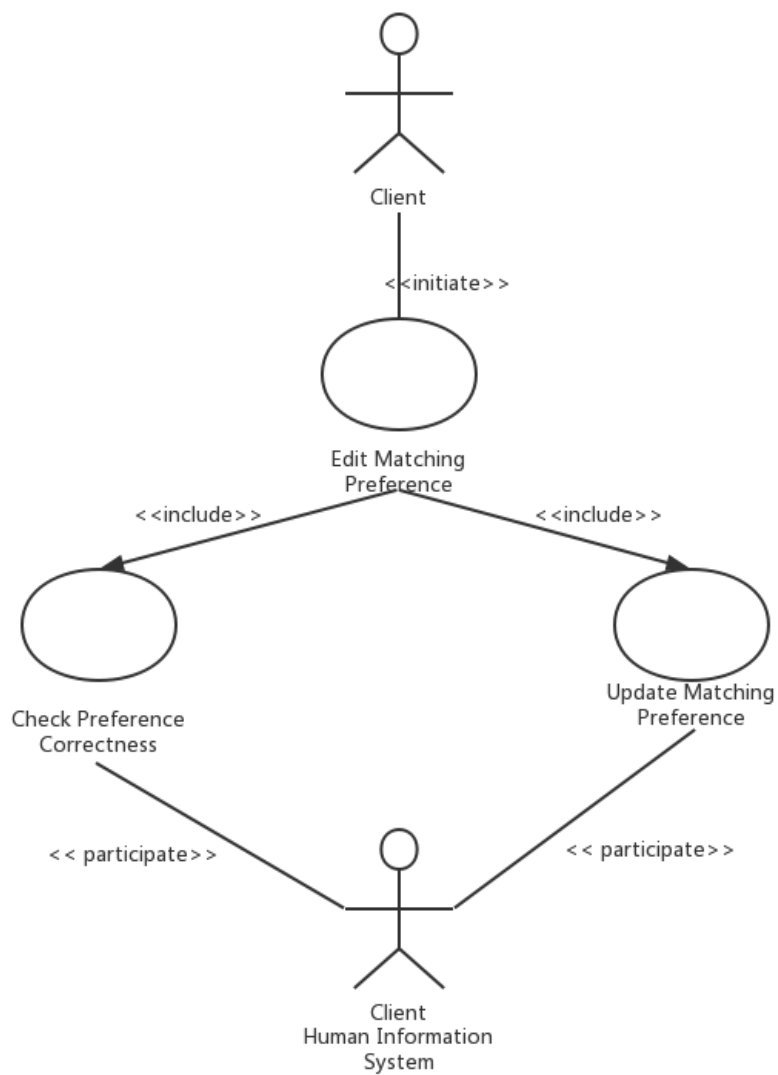 Client
<<initiate>>
Edit Matching
Preference
<<include>>
<<include>>
Update Matching
Preference
Check Preference
Correctness
<< participate>>
<< participate>>
Client
Human Information
System